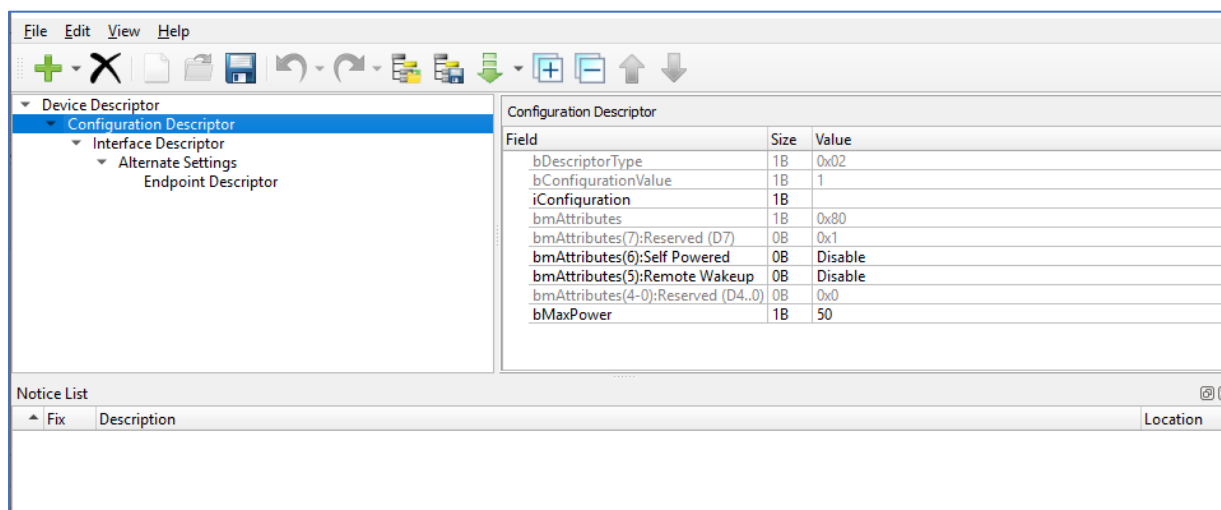 File Edit View Help
Device Descriptor
Configuration Descriptor
Interface Descriptor
Alternate Settings
Endpoint Descriptor
Configuration Descriptor
Field Size Value
bDescriptorType 1B 0x02
bConfigurationValue 1B 1
iConfiguration 1B
bmAttributes 1B 0x80
bmAttributes(7):Reserved (D7) 0B 0x1
bmAttributes(6):Self Powered 0B Disable
bmAttributes(5):Remote Wakeup 0B Disable
bmAttributes(4-0):Reserved (D4..0) 0B 0x0
bMaxPower 1B 50
Notice List
Fix Description Location